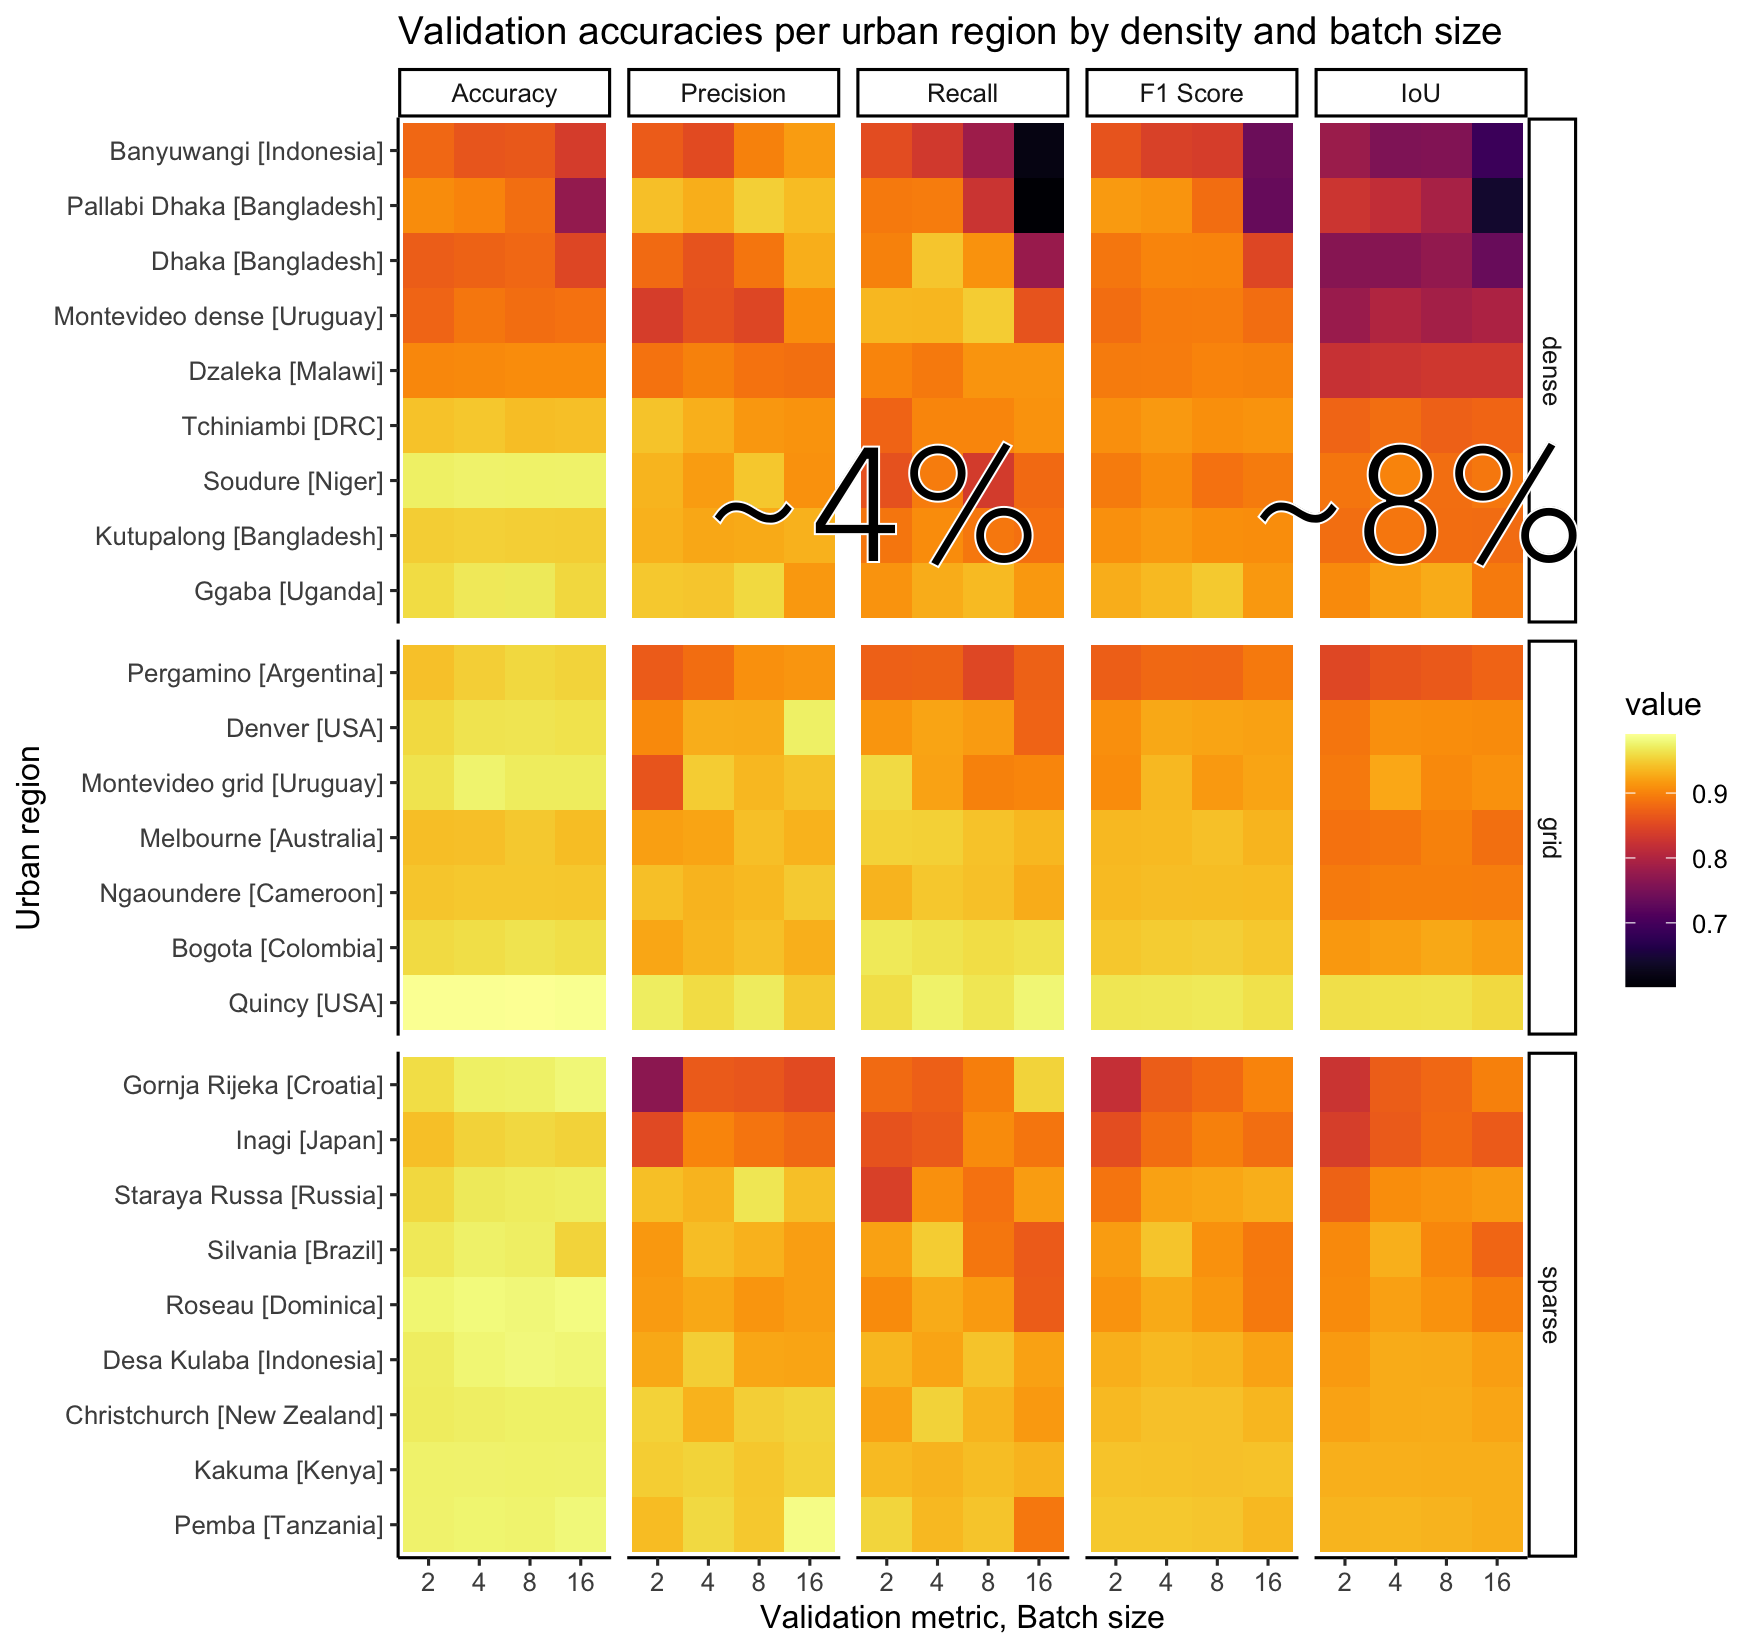 Validation accuracies per urban region by density and batch size
Accuracy Precision Recall F1 Score IoU
Banyuwangi [Indonesia]
Pallabi Dhaka [Bangladesh]
Dhaka [Bangladesh]
Montevideo dense [Uruguay]
Dzaleka [Malawi]
Tchiniambi [DRC]
Soudure [Niger]
Kutupalong [Bangladesh]
Ggaba [Uganda]
dense
~4% ~8%
Pergamino [Argentina]
Denver [USA]
Montevideo grid [Uruguay]
Melbourne [Australia]
Ngaoundere [Cameroon]
Bogota [Colombia]
Quincy [USA]
grid
Gornja Rijeka [Croatia]
Inagi [Japan]
Staraya Russa [Russia]
Silvania [Brazil]
Roseau [Dominica]
Desa Kulaba [Indonesia]
Christchurch [New Zealand]
Kakuma [Kenya]
Pemba [Tanzania]
sparse
2 4 8 16 2 4 8 16 2 4 8 16 2 4 8 16 2 4 8 16
Validation metric, Batch size
Urban region
value
0.9
0.8
0.7